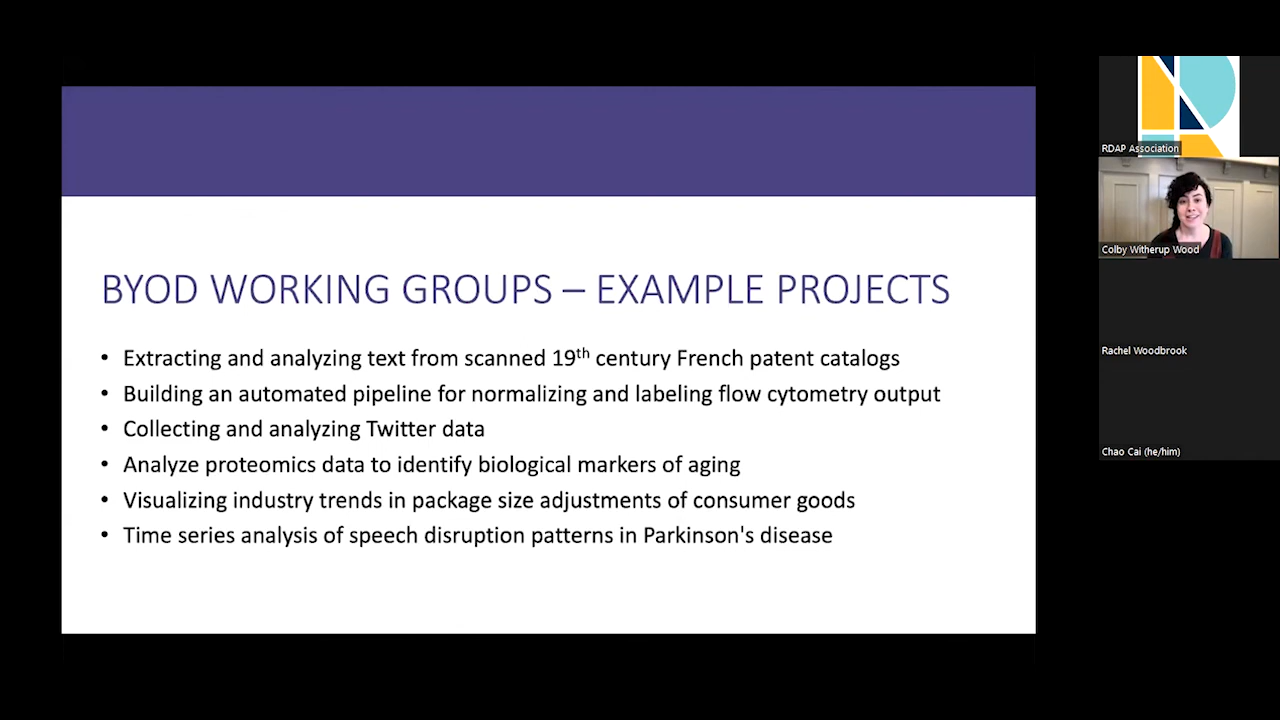 BYOD WORKING GROUPS – EXAMPLE PROJECTS
• Extracting and analyzing text from scanned 19th century French patent catalogs
• Building an automated pipeline for normalizing and labeling flow cytometry output
• Collecting and analyzing Twitter data
• Analyze proteomics data to identify biological markers of aging
• Visualizing industry trends in package size adjustments of consumer goods
• Time series analysis of speech disruption patterns in Parkinson's disease
RDAP Association
Colby Witherup Wood
Rachel Woodbrook
Chao Cai (he/him)